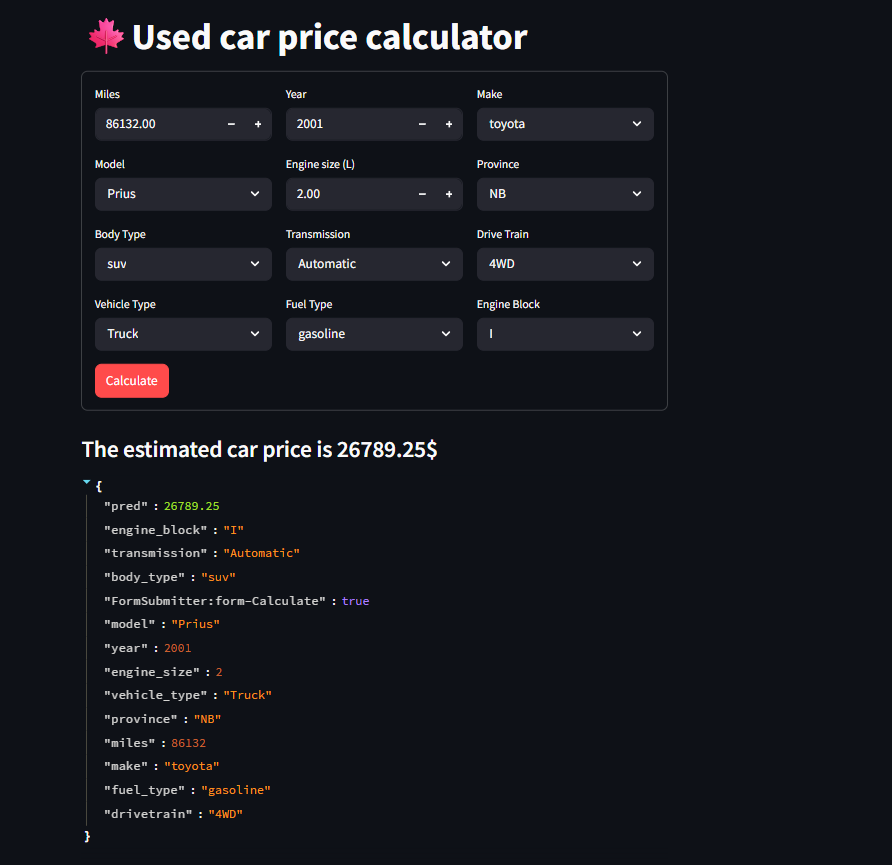 Used car price calculator
Miles Year Make
86132.00 − + 2001 − + toyota
Model Engine size (L) Province
Prius 2.00 − + NB
Body Type Transmission Drive Train
suv Automatic 4WD
Vehicle Type Fuel Type Engine Block
Truck gasoline I
Calculate
The estimated car price is 26789.25$
{
"pred" : 26789.25
"engine_block" : "I"
"transmission" : "Automatic"
"body_type" : "suv"
"FormSubmitter:form-Calculate" : true
"model" : "Prius"
"year" : 2001
"engine_size" : 2
"vehicle_type" : "Truck"
"province" : "NB"
"miles" : 86132
"make" : "toyota"
"fuel_type" : "gasoline"
"drivetrain" : "4WD"
}